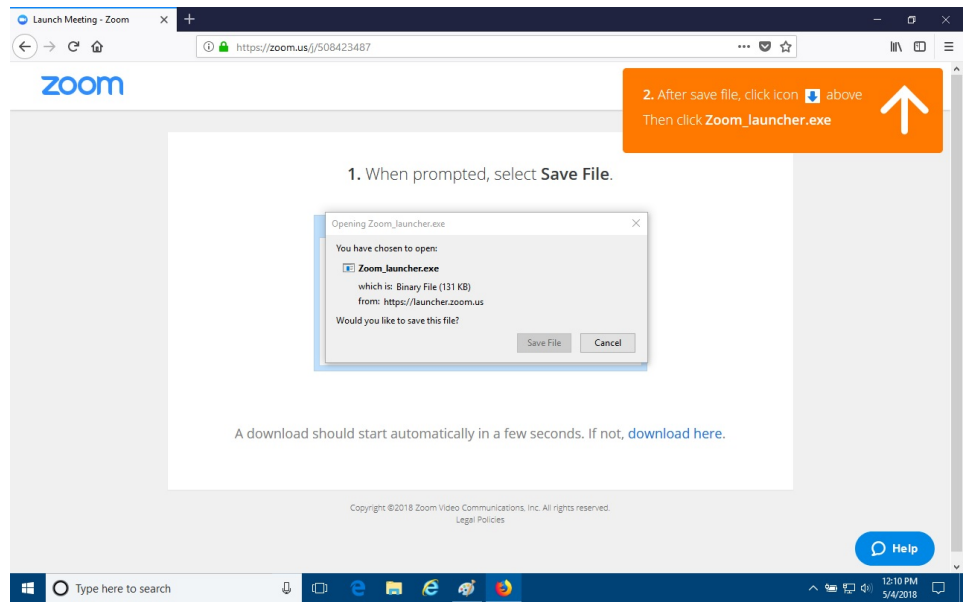 Launch Meeting - Zoom
https://zoom.us/j/508423487
zoom
2. After save file, click icon above
Then click Zoom_launcher.exe
1. When prompted, select Save File.
Opening Zoom_launcher.exe
You have chosen to open:
Zoom_launcher.exe
which is: Binary File (131 KB)
from: https://launcher.zoom.us
Would you like to save this file?
Save File Cancel
A download should start automatically in a few seconds. If not, download here.
Copyright ©2018 Zoom Video Communications, Inc. All rights reserved.
Legal Policies
Help
Type here to search
12:10 PM
5/4/2018